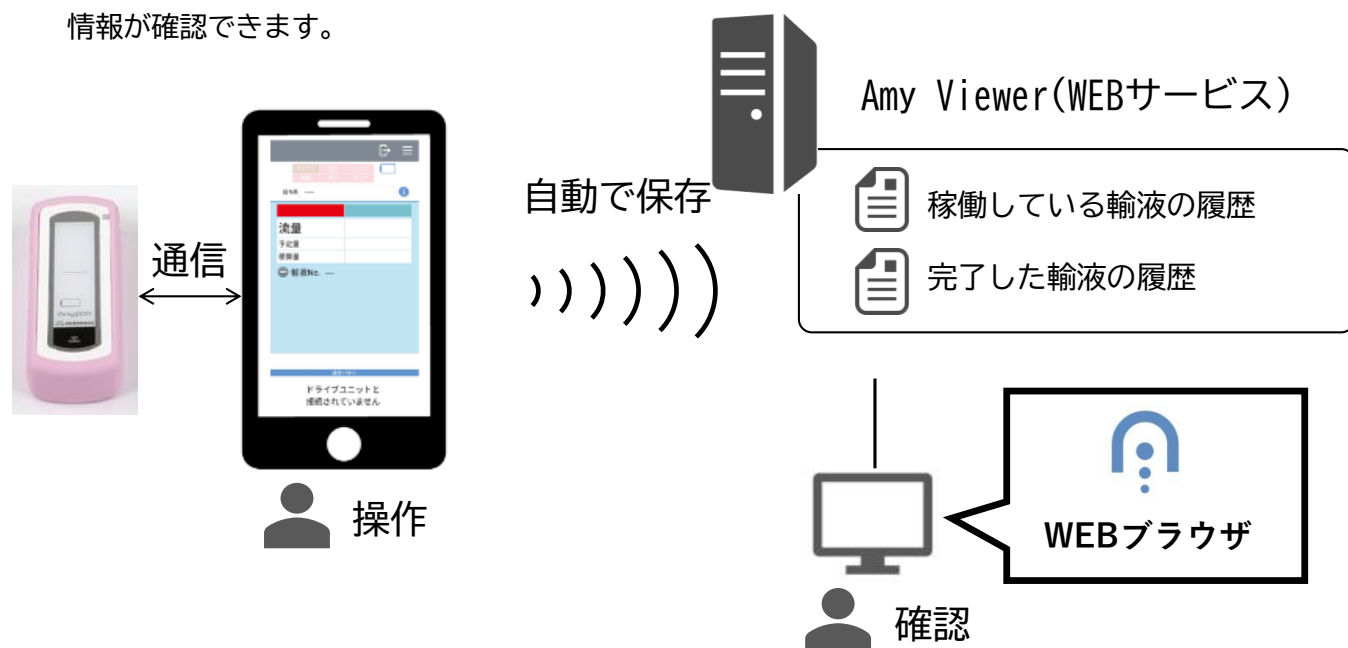 情報が確認できます。
Amy Viewer(WEBサービス)
自動で保存
稼働している輸液の履歴
完了した輸液の履歴
通信
流量
予定量
積算量
輸液No. ---
ドライブユニットと
接続されていません
操作
WEBブラウザ
確認